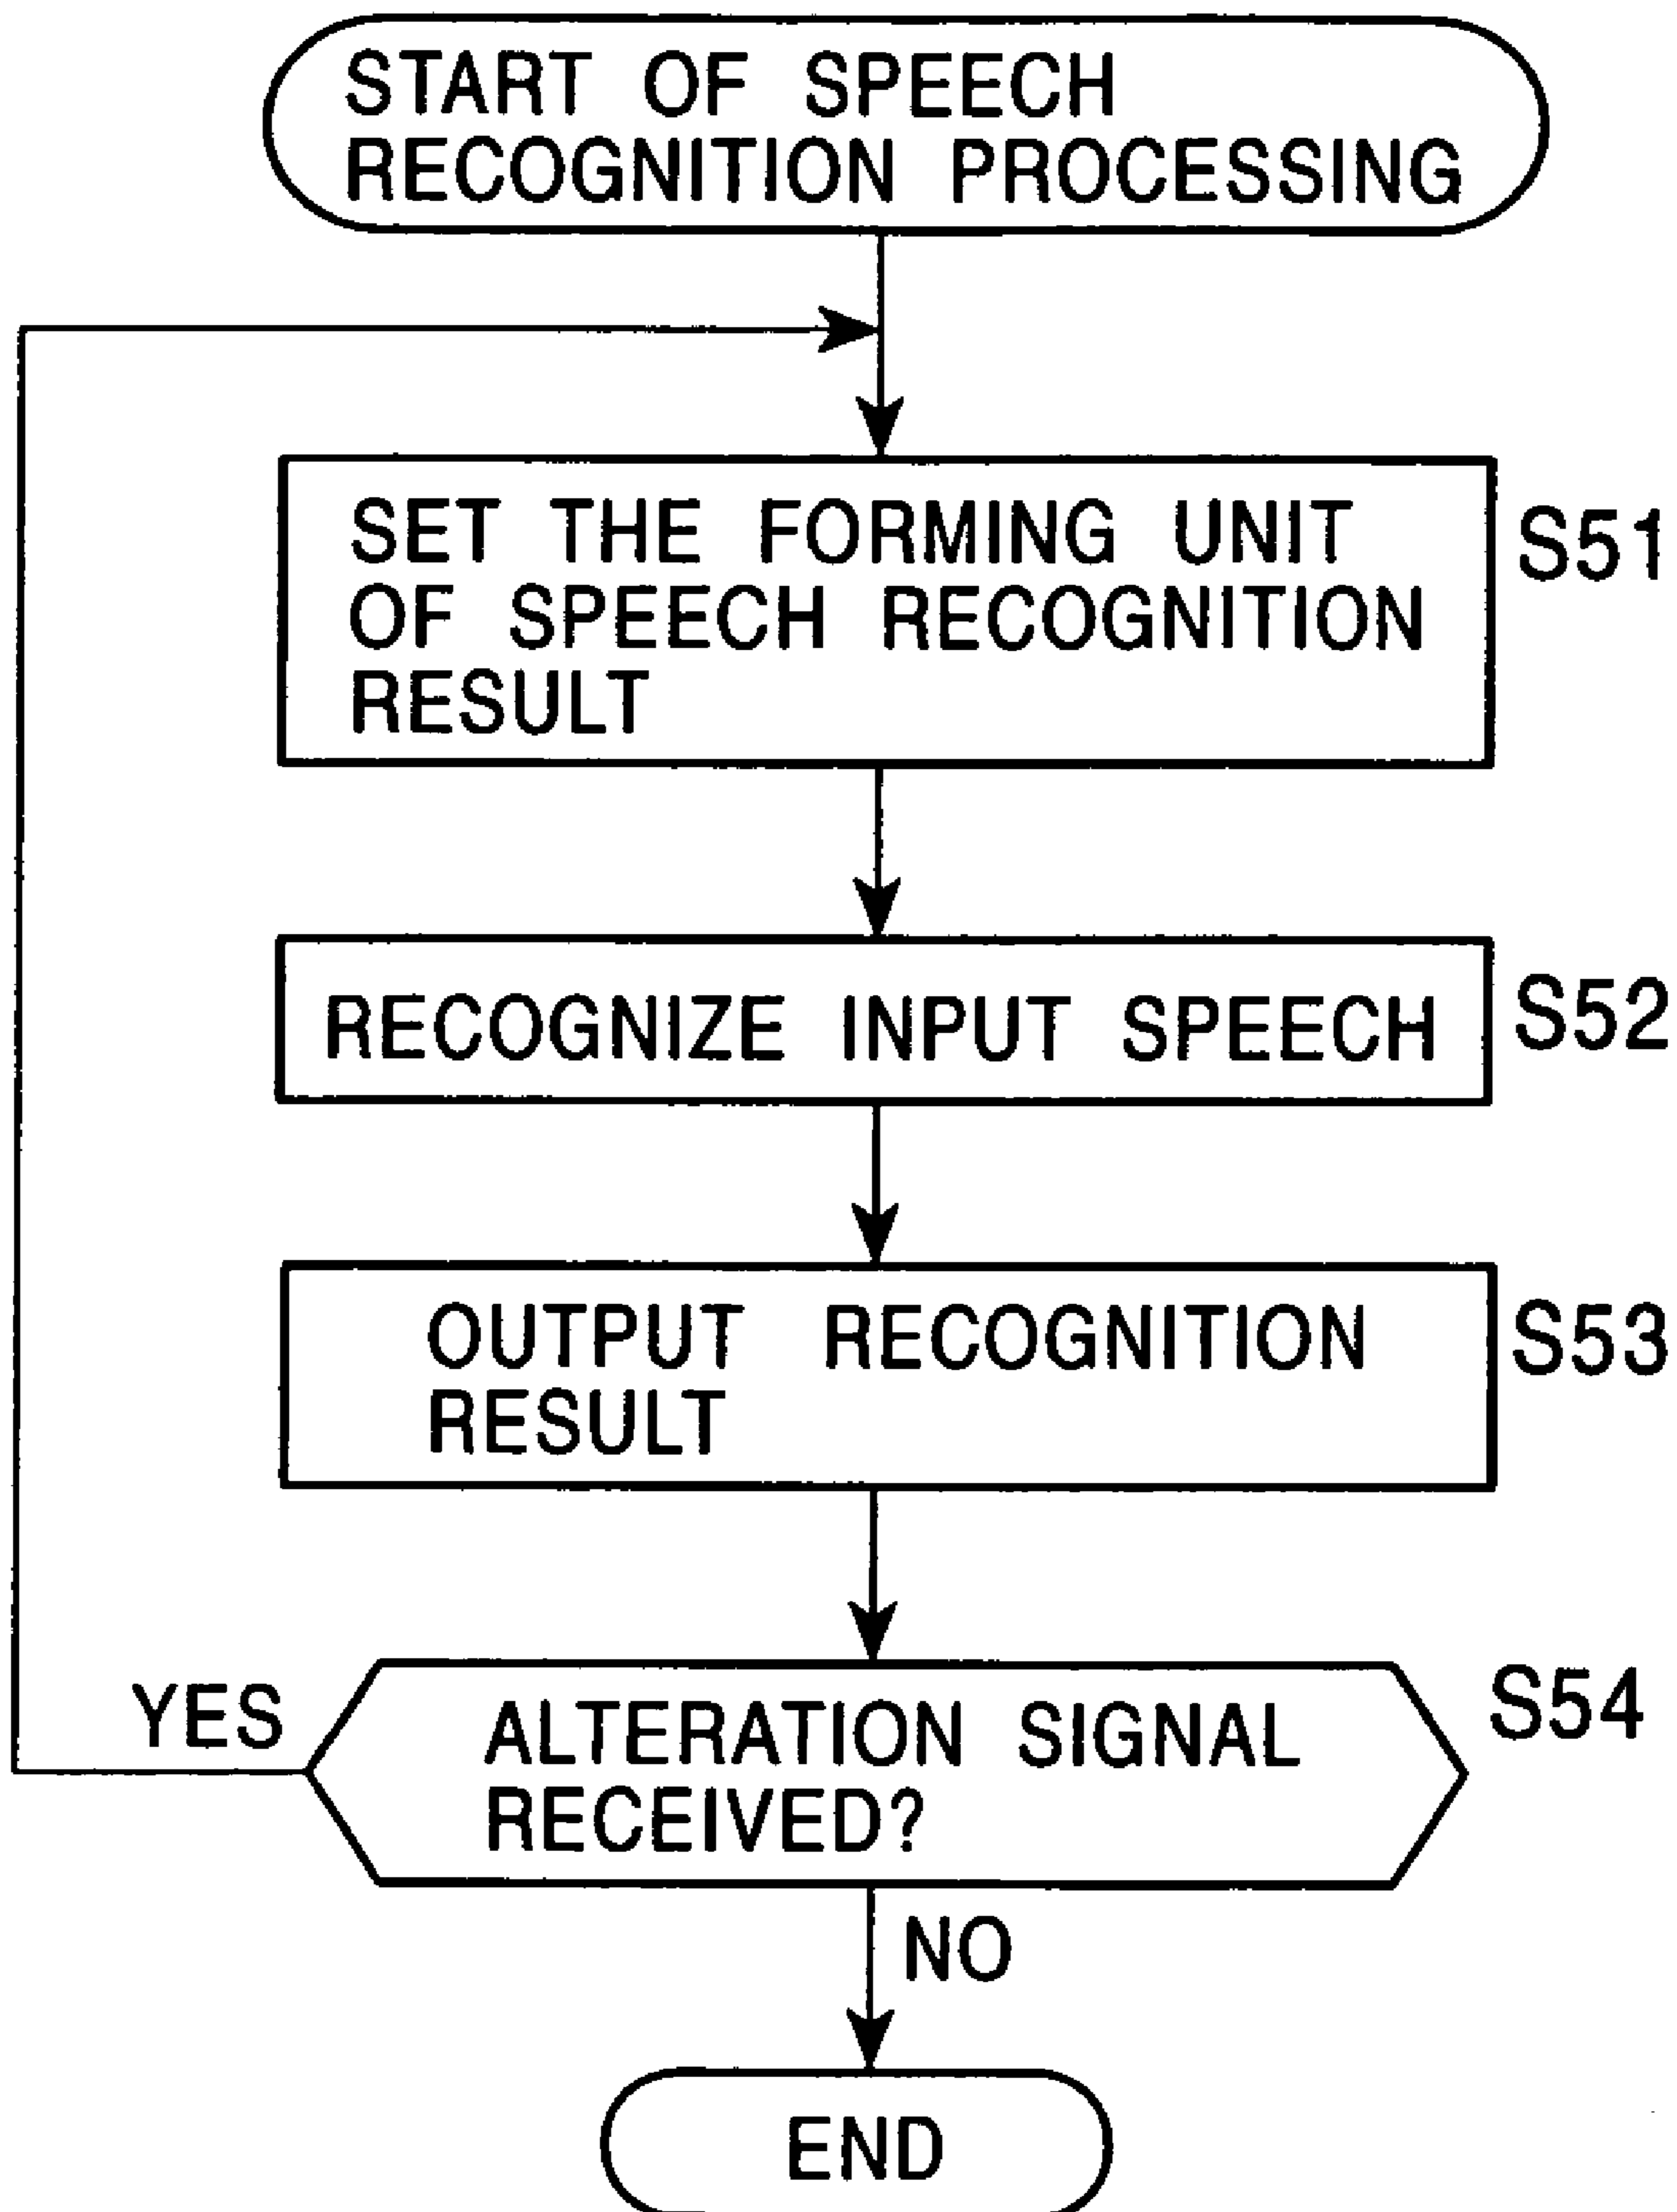 START OF SPEECH
RECOGNITION PROCESSING
SET THE FORMING UNIT
OF SPEECH RECOGNITION
RESULT
S51
RECOGNIZE INPUT SPEECH
S52
OUTPUT RECOGNITION
RESULT
S53
ALTERATION SIGNAL
RECEIVED?
S54
YES
NO
END